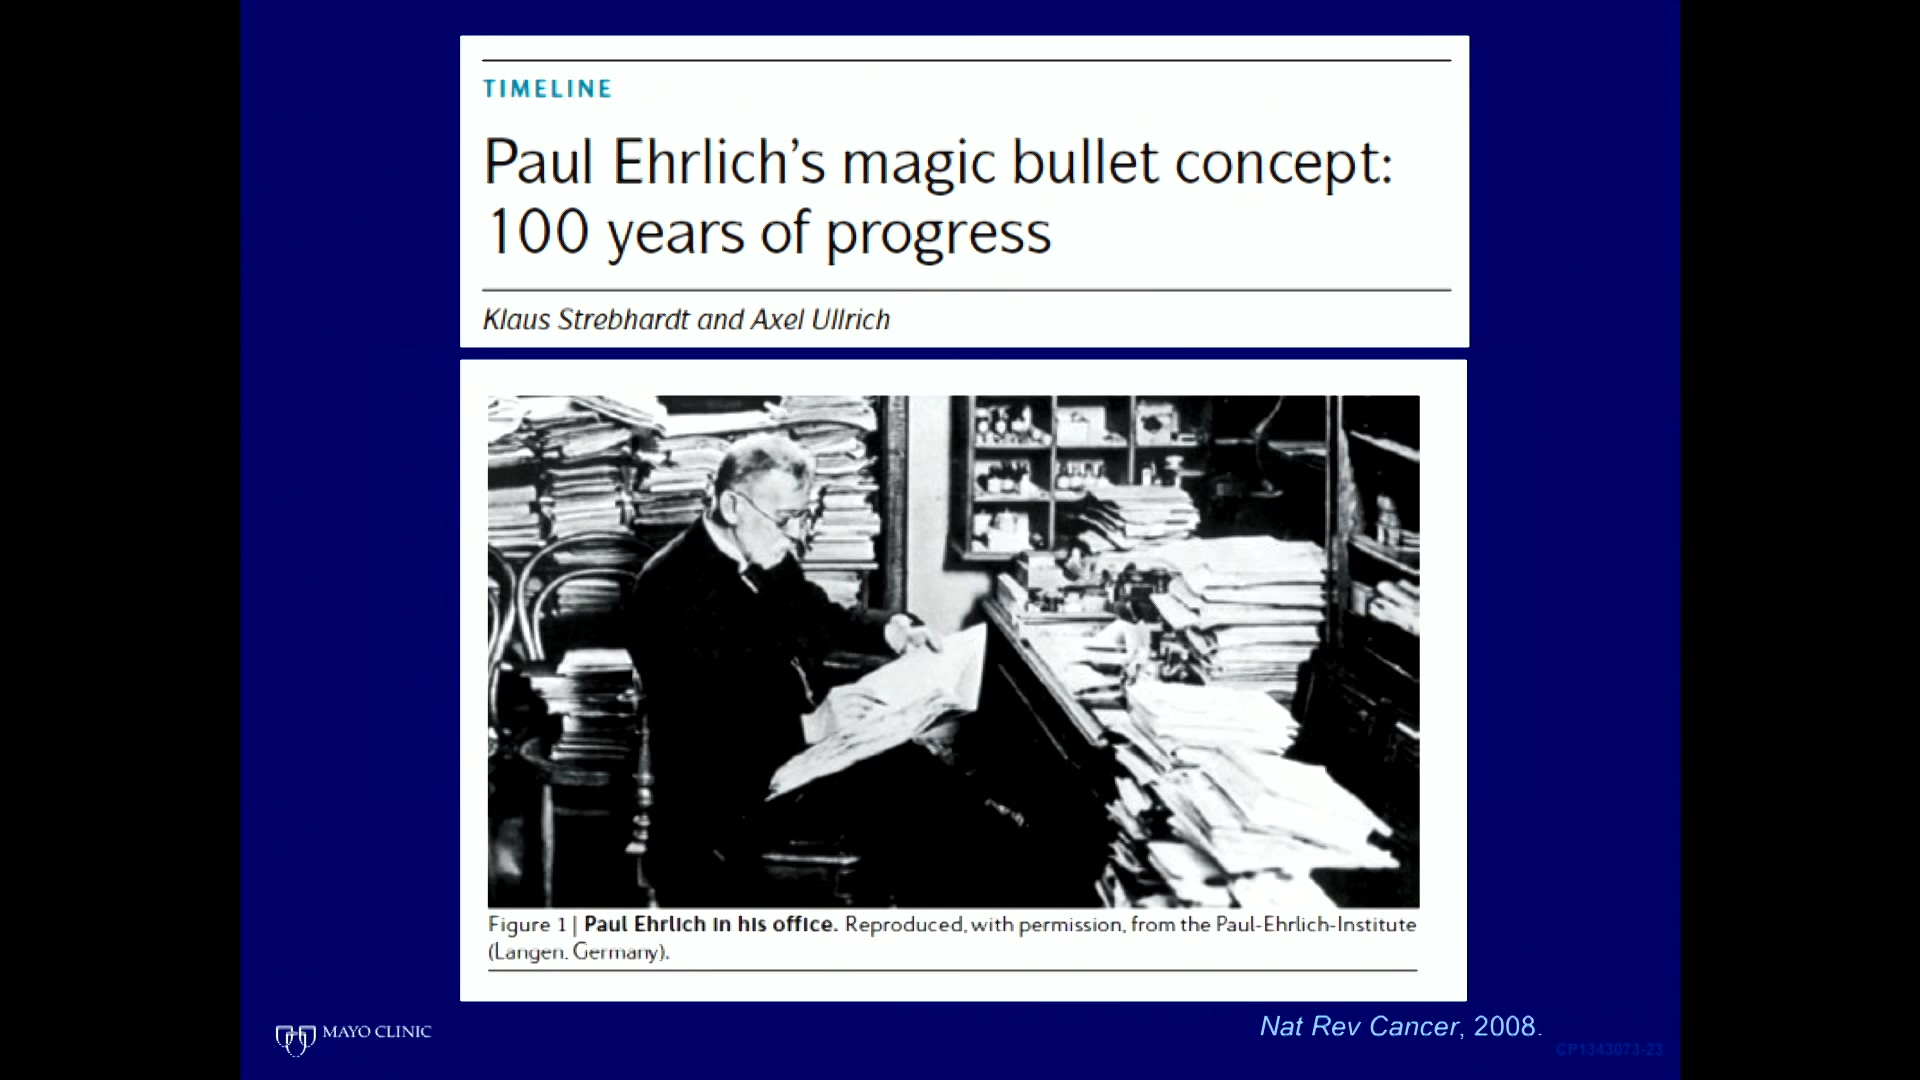 TIMELINE
Paul Ehrlich’s magic bullet concept:
100 years of progress
Klaus Strebhardt and Axel Ullrich
Figure 1 | Paul Ehrlich in his office. Reproduced, with permission, from the Paul-Ehrlich-Institute
(Langen, Germany).
MAYO CLINIC
Nat Rev Cancer, 2008.
CP1343073-23